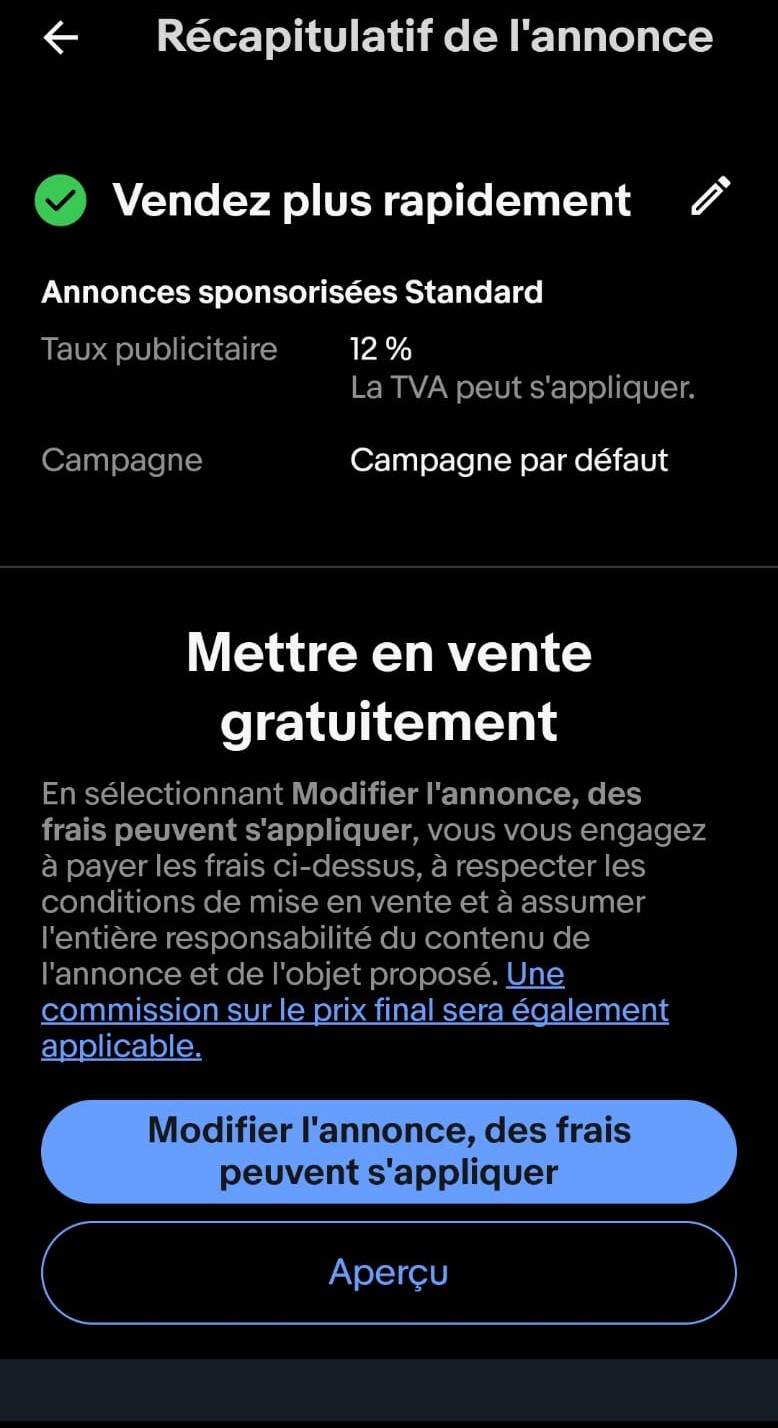 Récapitulatif de l'annonce
Vendez plus rapidement
Annonces sponsorisées Standard
Taux publicitaire
12 %
La TVA peut s'appliquer.
Campagne
Campagne par défaut
Mettre en vente
gratuitement
En sélectionnant Modifier l'annonce, des
frais peuvent s'appliquer, vous vous engagez
à payer les frais ci-dessus, à respecter les
conditions de mise en vente et à assumer
l'entière responsabilité du contenu de
l'annonce et de l'objet proposé. Une
commission sur le prix final sera également
applicable.
Modifier l'annonce, des frais
peuvent s'appliquer
Aperçu